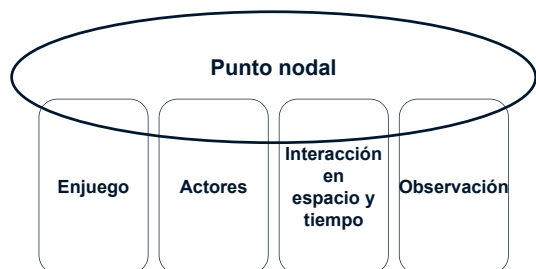 Punto nodal
Enjuego
Actores
Interacción
en
espacio y
tiempo
Observación